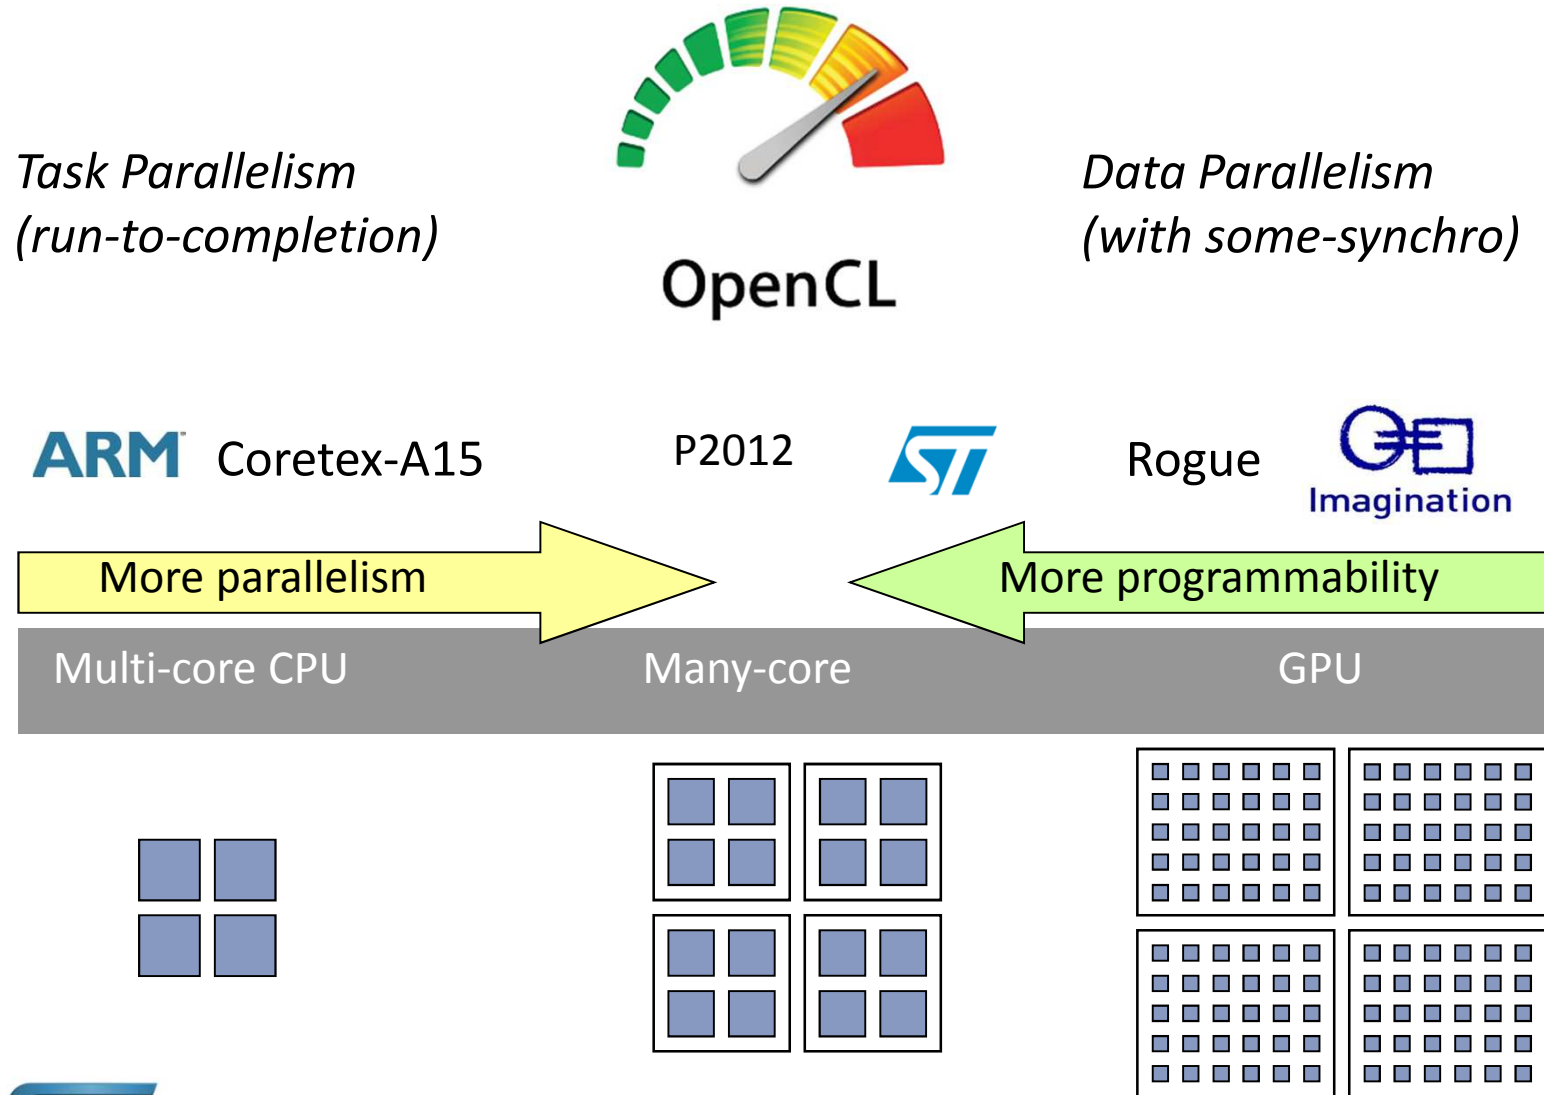 Task Parallelism
(run-to-completion)
OpenCL
Data Parallelism
(with some-synchro)
ARM Coretex-A15
P2012
ST
Rogue
Imagination
More parallelism
More programmability
Multi-core CPU
Many-core
GPU